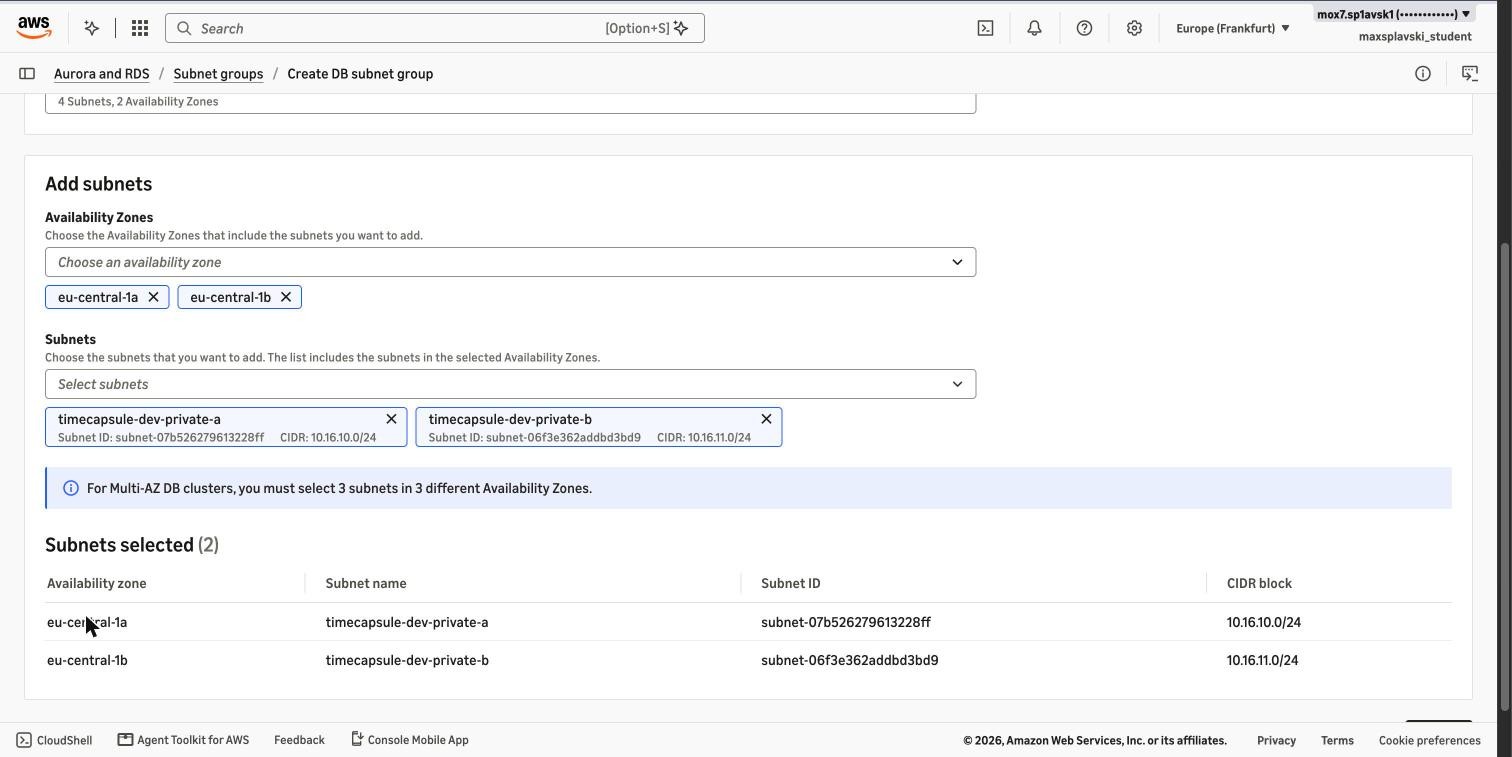 aws
Search [Option+S]
Europe (Frankfurt)
mox7.sp1avsk1 (••••••••••••)
maxsplavski_student
Aurora and RDS / Subnet groups / Create DB subnet group
4 Subnets, 2 Availability Zones
Add subnets
Availability Zones
Choose the Availability Zones that include the subnets you want to add.
Choose an availability zone
eu-central-1a eu-central-1b
Subnets
Choose the subnets that you want to add. The list includes the subnets in the selected Availability Zones.
Select subnets
timecapsule-dev-private-a timecapsule-dev-private-b
Subnet ID: subnet-07b526279613228ff CIDR: 10.16.10.0/24 Subnet ID: subnet-06f3e362addbd3bd9 CIDR: 10.16.11.0/24
For Multi-AZ DB clusters, you must select 3 subnets in 3 different Availability Zones.
Subnets selected (2)
Availability zone Subnet name Subnet ID CIDR block
eu-central-1a timecapsule-dev-private-a subnet-07b526279613228ff 10.16.10.0/24
eu-central-1b timecapsule-dev-private-b subnet-06f3e362addbd3bd9 10.16.11.0/24
CloudShell Agent Toolkit for AWS Feedback Console Mobile App © 2026, Amazon Web Services, Inc. or its affiliates. Privacy Terms Cookie preferences